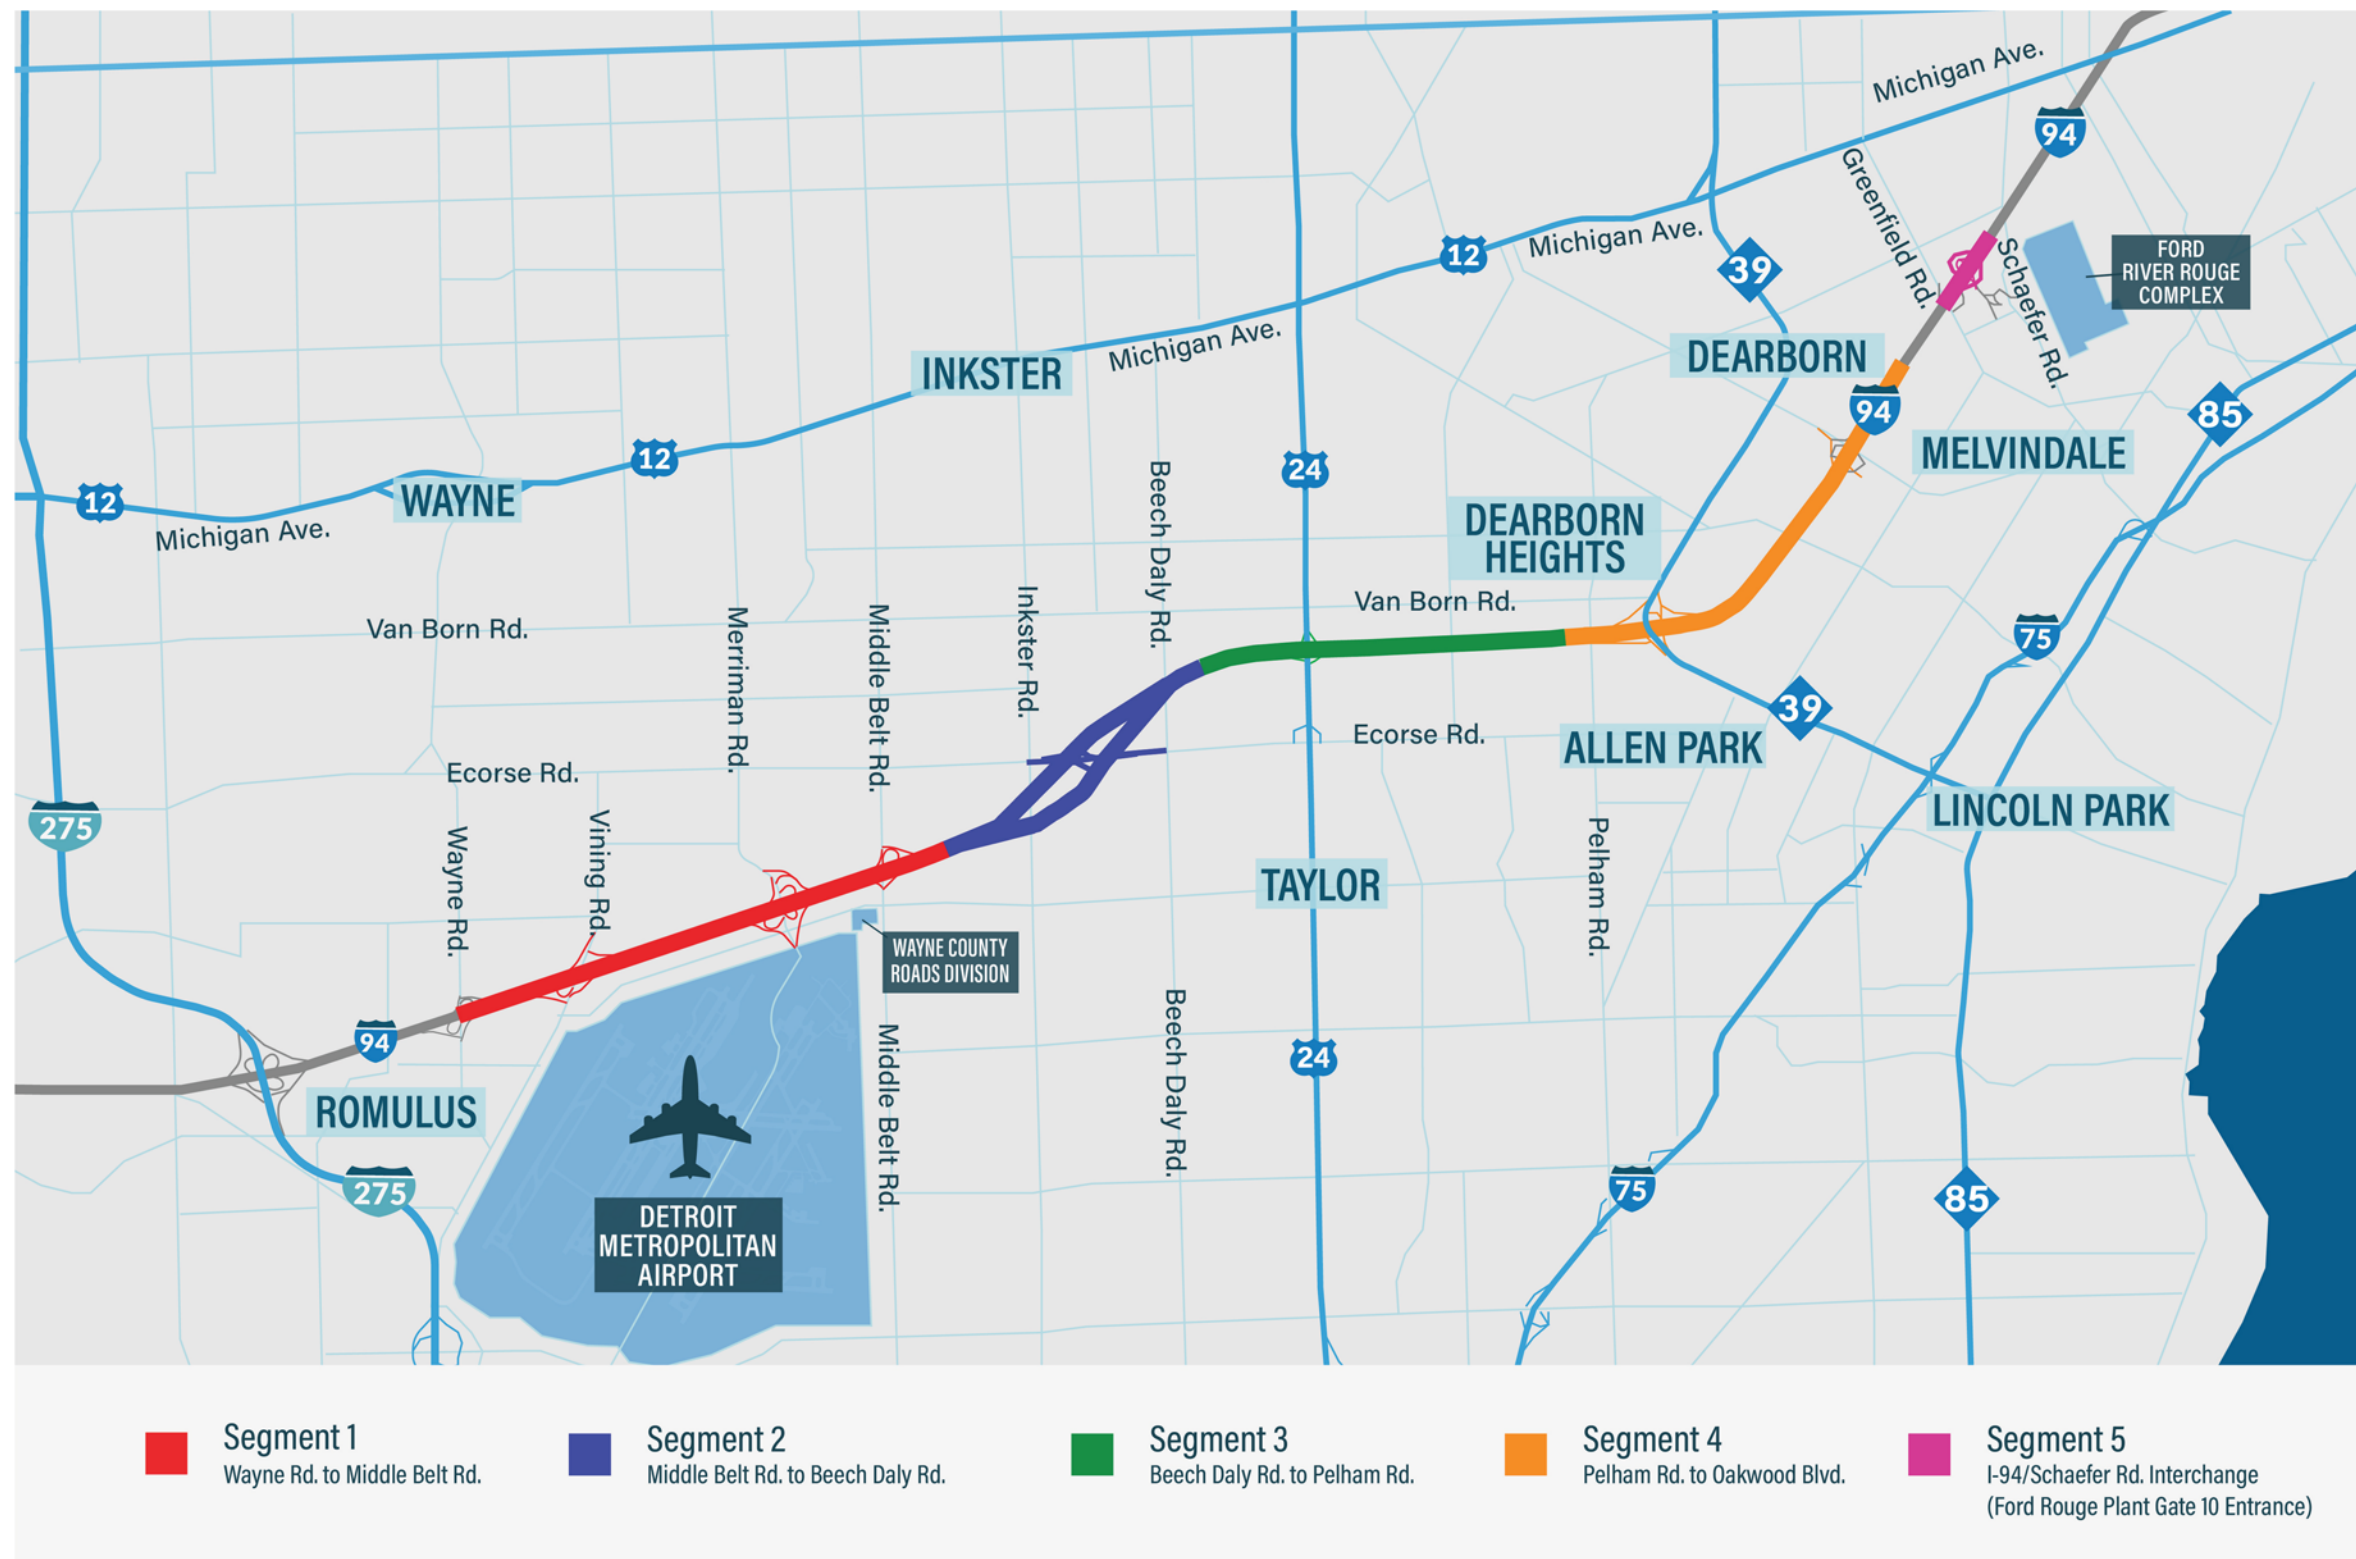 Michigan Ave.
94
Greenfield Rd.
Michigan Ave.
12
39
Schaefer Rd.
FORD
RIVER ROUGE
COMPLEX
INKSTER
Michigan Ave.
DEARBORN
94
85
12
24
MELVINDALE
12
WAYNE
Michigan Ave.
Beech Daly Rd.
DEARBORN
HEIGHTS
Van Born Rd.
Van Born Rd.
75
Merriman Rd.
Middle Belt Rd.
Inkster Rd.
39
Ecorse Rd.
ALLEN PARK
Ecorse Rd.
275
Wayne Rd.
Vining Rd.
LINCOLN PARK
TAYLOR
Pelham Rd.
WAYNE COUNTY
ROADS DIVISION
94
Middle Belt Rd.
Beech Daly Rd.
24
ROMULUS
275
75
85
DETROIT
METROPOLITAN
AIRPORT
Segment 1
Wayne Rd. to Middle Belt Rd.
Segment 2
Middle Belt Rd. to Beech Daly Rd.
Segment 3
Beech Daly Rd. to Pelham Rd.
Segment 4
Pelham Rd. to Oakwood Blvd.
Segment 5
I-94/Schaefer Rd. Interchange
(Ford Rouge Plant Gate 10 Entrance)